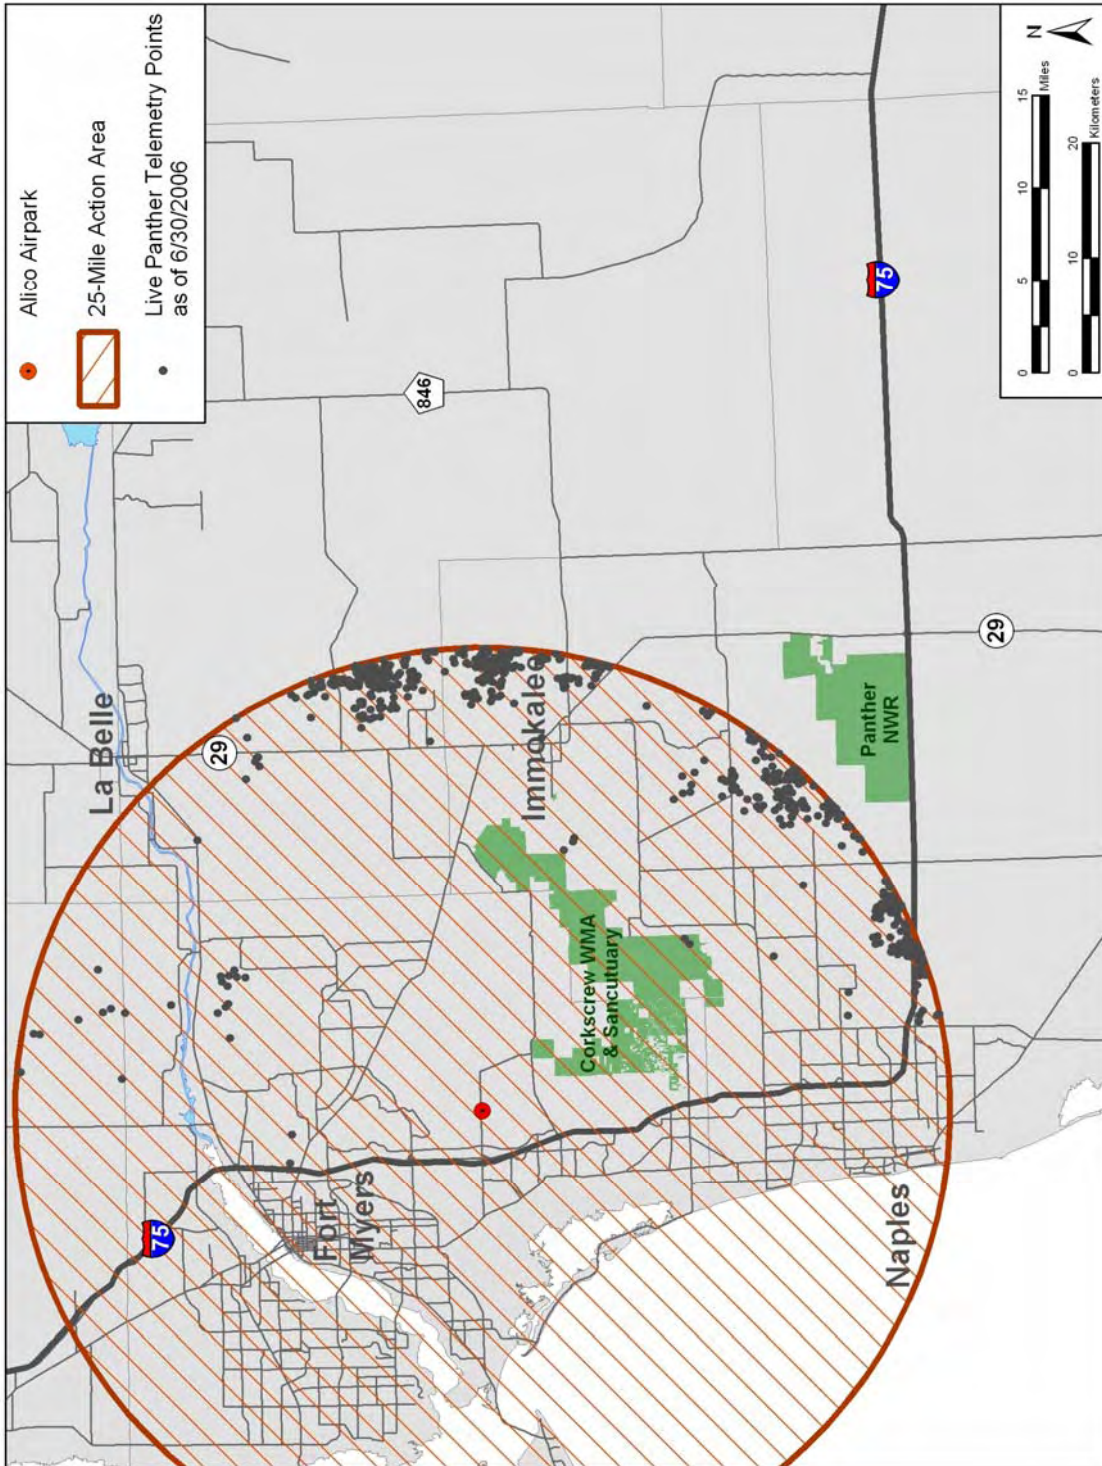 Alico Airpark
25-Mile Action Area
Live Panther Telemetry Points
as of 6/30/2006
La Belle
29
846
Immokalee
75
Fort
Myers
Corkscrew WMA
& Sancutuary
Panther
NWR
29
75
Naples
N
0 5 10 15
Miles
0 10 20
Kilometers